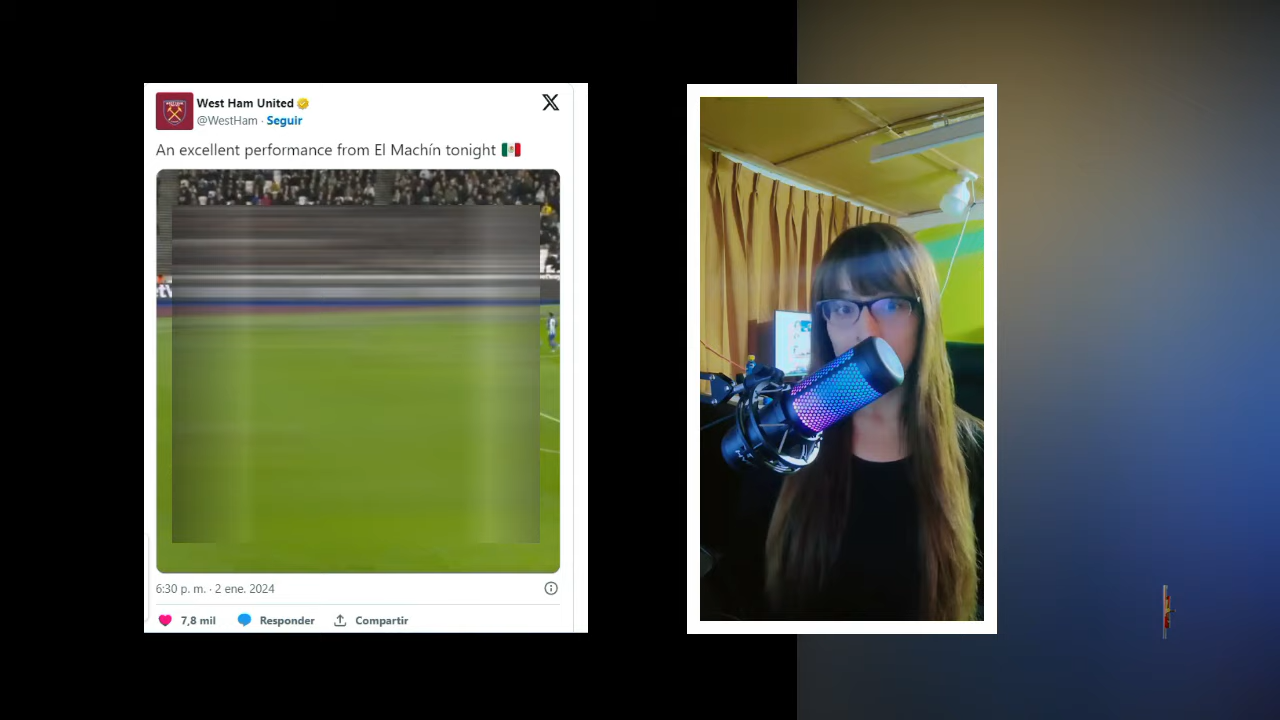 West Ham United
@WestHam · Seguir
An excellent performance from El Machín tonight 🇲🇽
6:30 p. m. · 2 ene. 2024
7,8 mil Responder Compartir